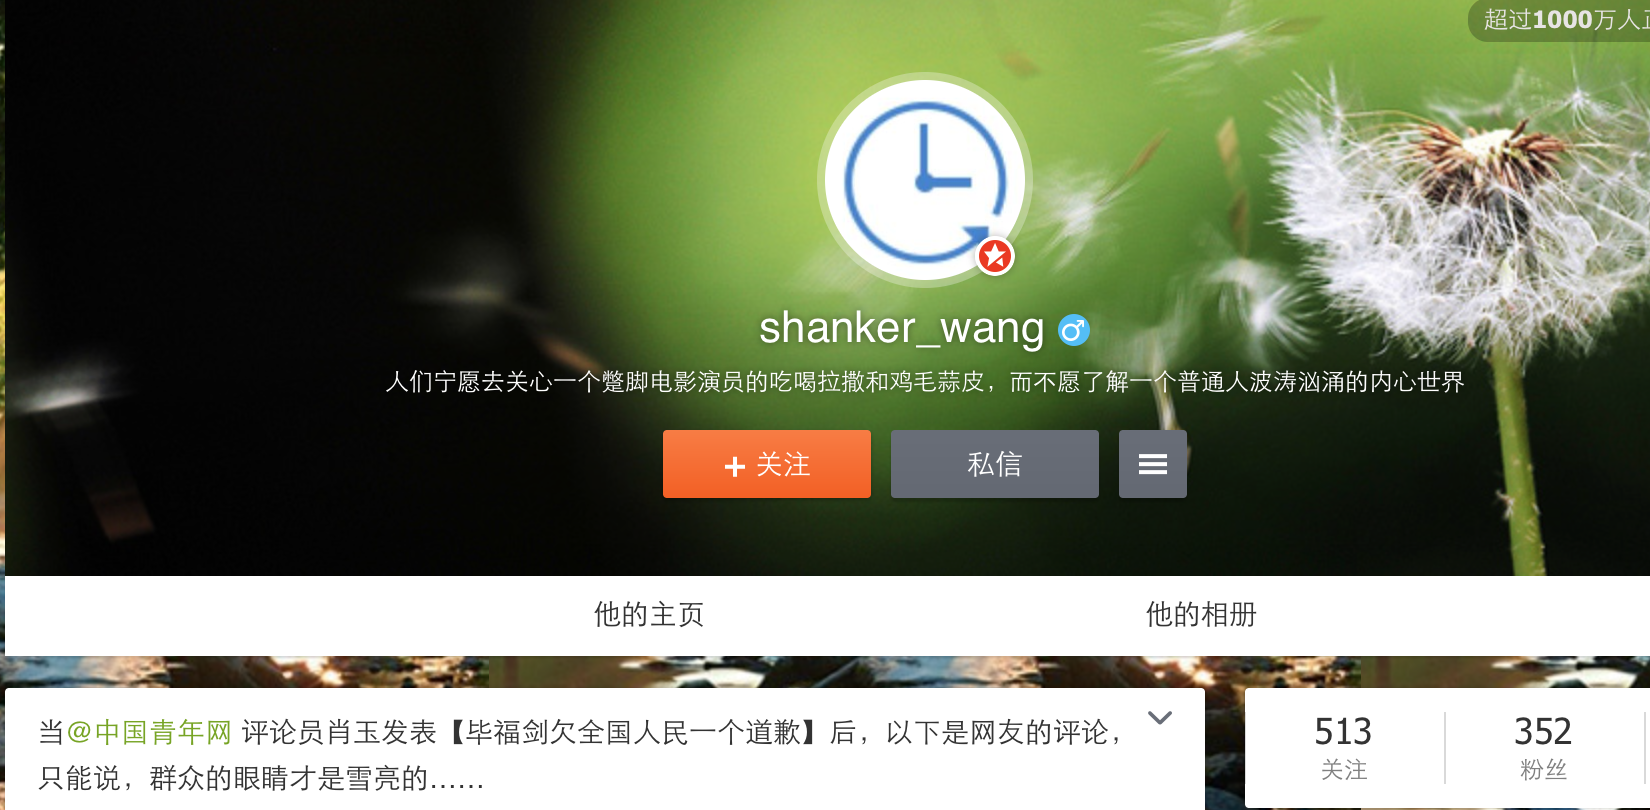 超过1000万人正
shanker_wang
人们宁愿去关心一个蹩脚电影演员的吃喝拉撒和鸡毛蒜皮，而不愿了解一个普通人波涛汹涌的内心世界
+ 关注
私信
他的主页
他的相册
当@中国青年网 评论员肖玉发表【毕福剑欠全国人民一个道歉】后，以下是网友的评论，
只能说，群众的眼睛才是雪亮的……
513
关注
352
粉丝